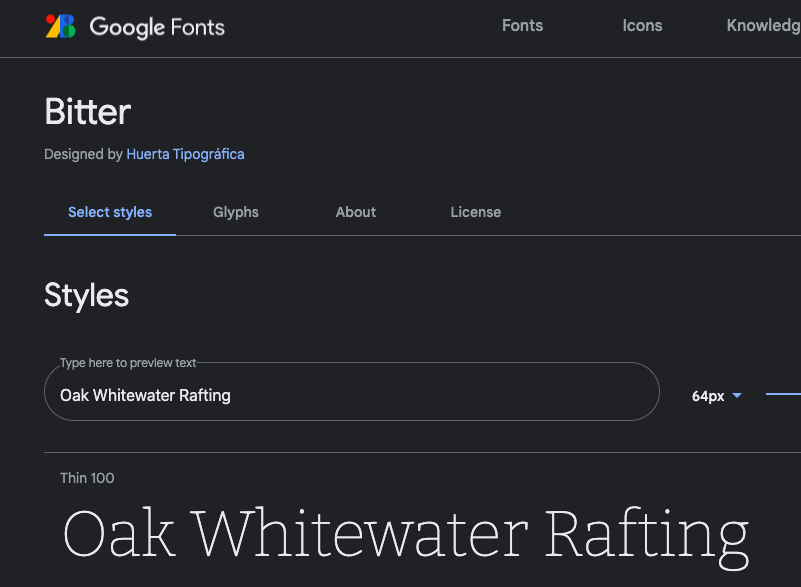 Google Fonts
Fonts Icons Knowledg
Bitter
Designed by Huerta Tipográfica
Select styles Glyphs About License
Styles
Type here to preview text
Oak Whitewater Rafting
64px
Thin 100
Oak Whitewater Rafting